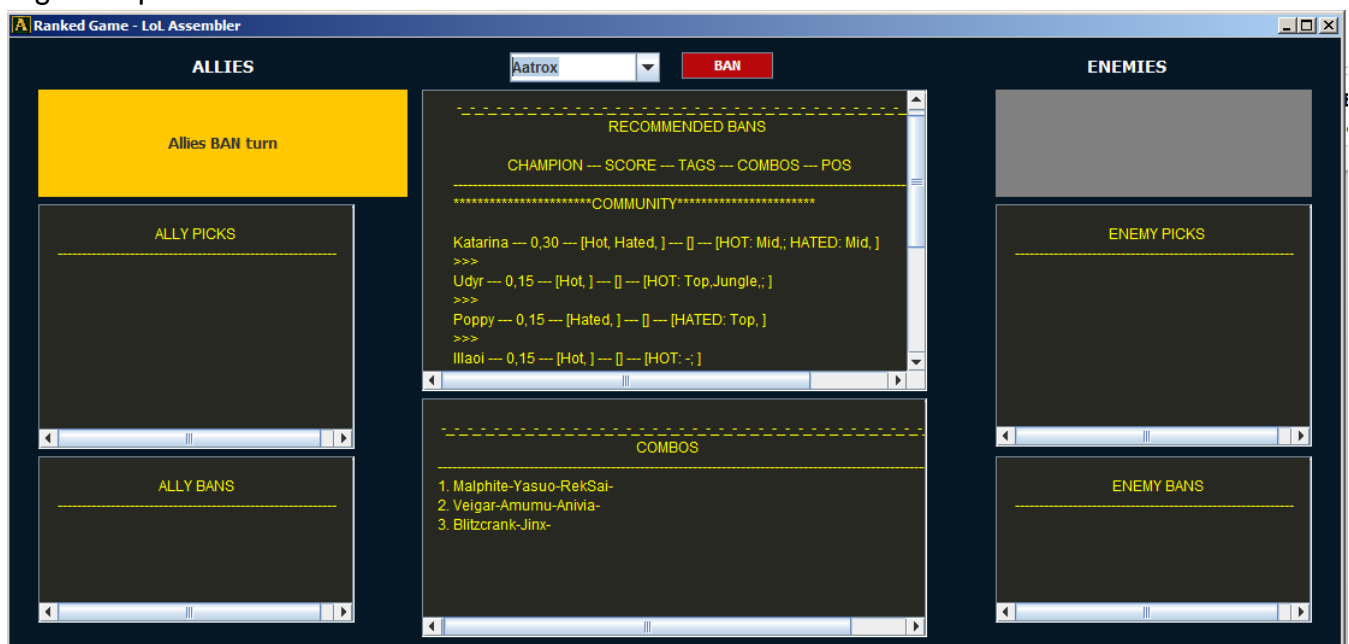 Ranked Game - LoL Assembler
ALLIES
Aatrox
BAN
ENEMIES
Allies BAN turn
RECOMMENDED BANS
CHAMPION --- SCORE --- TAGS --- COMBOS --- POS
***********************COMMUNITY***********************
Katarina --- 0,30 --- [Hot, Hated, ] --- [] --- [HOT: Mid,; HATED: Mid, ]
>>>
Udyr --- 0,15 --- [Hot, ] --- [] --- [HOT: Top,Jungle,; ]
>>>
Poppy --- 0,15 --- [Hated, ] --- [] --- [HATED: Top, ]
>>>
Illaoi --- 0,15 --- [Hot, ] --- [] --- [HOT: -; ]
ALLY PICKS
ENEMY PICKS
COMBOS
1. Malphite-Yasuo-RekSai-
2. Veigar-Amumu-Anivia-
3. Blitzcrank-Jinx-
ALLY BANS
ENEMY BANS